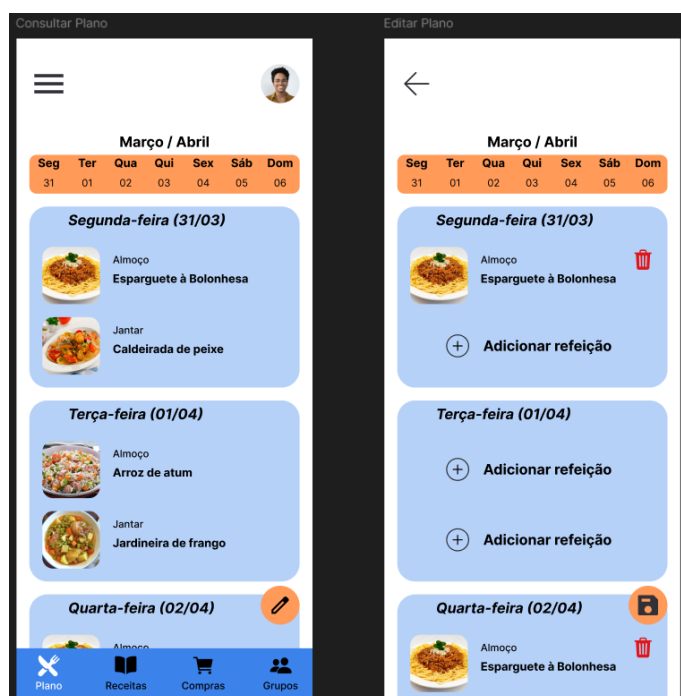 Consultar Plano
Março / Abril
Seg Ter Qua Qui Sex Sáb Dom
31 01 02 03 04 05 06
Segunda-feira (31/03)
Almoço
Esparguete à Bolonhesa
Jantar
Caldeirada de peixe
Terça-feira (01/04)
Almoço
Arroz de atum
Jantar
Jardineira de frango
Quarta-feira (02/04)
Almoço
Plano Receitas Compras Grupos
Editar Plano
Março / Abril
Seg Ter Qua Qui Sex Sáb Dom
31 01 02 03 04 05 06
Segunda-feira (31/03)
Almoço
Esparguete à Bolonhesa
Adicionar refeição
Terça-feira (01/04)
Adicionar refeição
Adicionar refeição
Quarta-feira (02/04)
Almoço
Esparguete à Bolonhesa